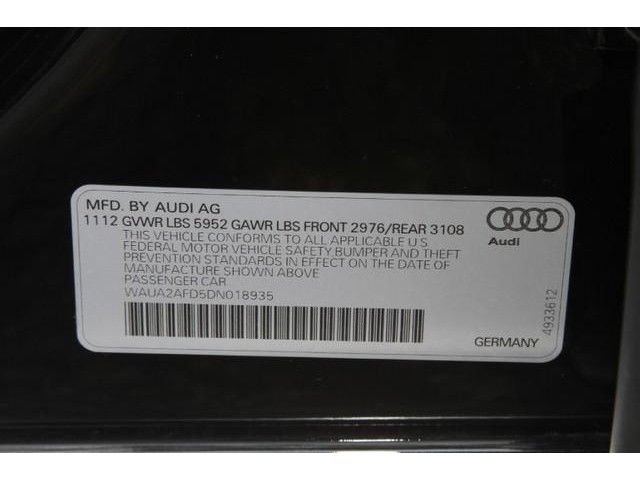 MFD. BY AUDI AG
1112 GVWR LBS 5952 GAWR LBS FRONT 2976/REAR 3108
THIS VEHICLE CONFORMS TO ALL APPLICABLE U S
FEDERAL MOTOR VEHICLE SAFETY, BUMPER AND THEFT
PREVENTION STANDARDS IN EFFECT ON THE DATE OF
MANUFACTURE SHOWN ABOVE
PASSENGER CAR
WAUA2AFD5DN018935
Audi
4933612
GERMANY